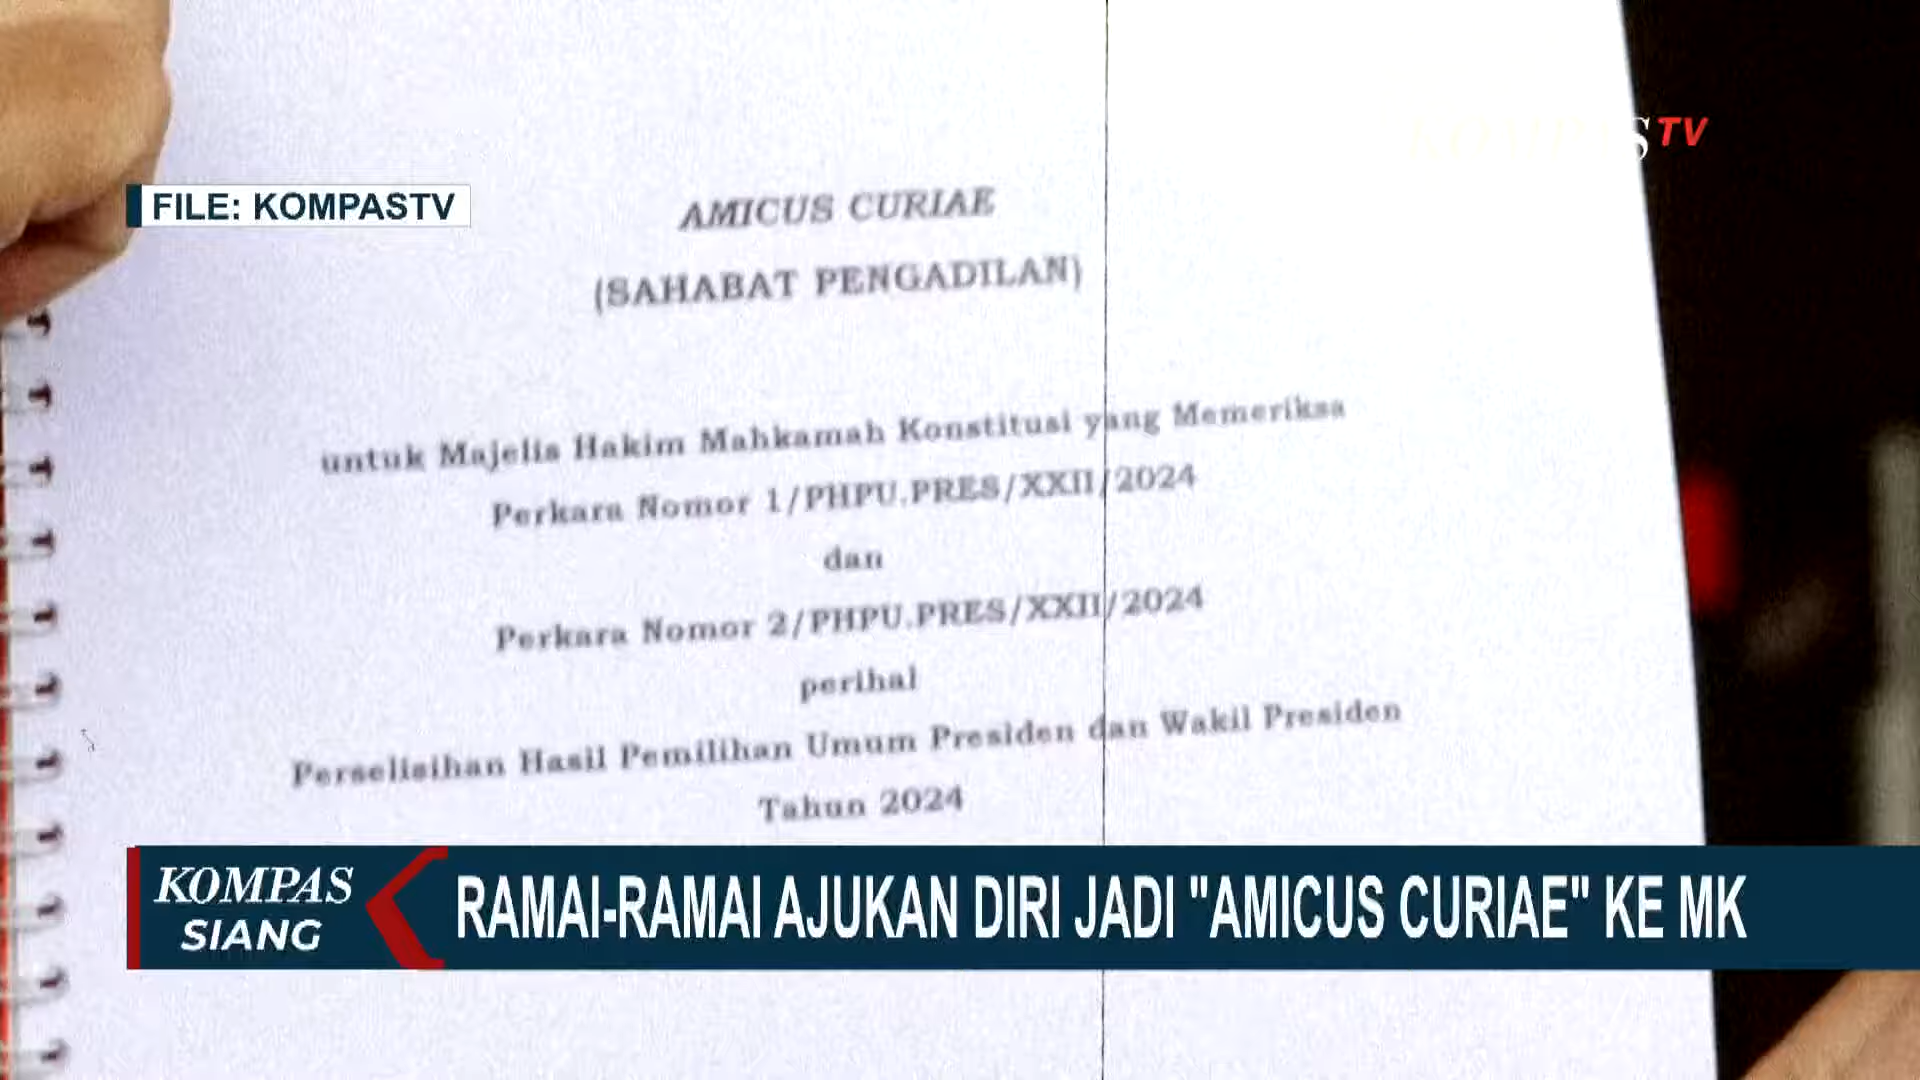 KOMPASTV
FILE: KOMPASTV
AMICUS CURIAE
(SAHABAT PENGADILAN)
untuk Majelis Hakim Mahkamah Konstitusi yang Memeriksa
Perkara Nomor 1/PHPU.PRES/XXII/2024
dan
Perkara Nomor 2/PHPU.PRES/XXII/2024
perihal
Perselisihan Hasil Pemilihan Umum Presiden dan Wakil Presiden
Tahun 2024
KOMPAS
SIANG
RAMAI-RAMAI AJUKAN DIRI JADI "AMICUS CURIAE" KE MK